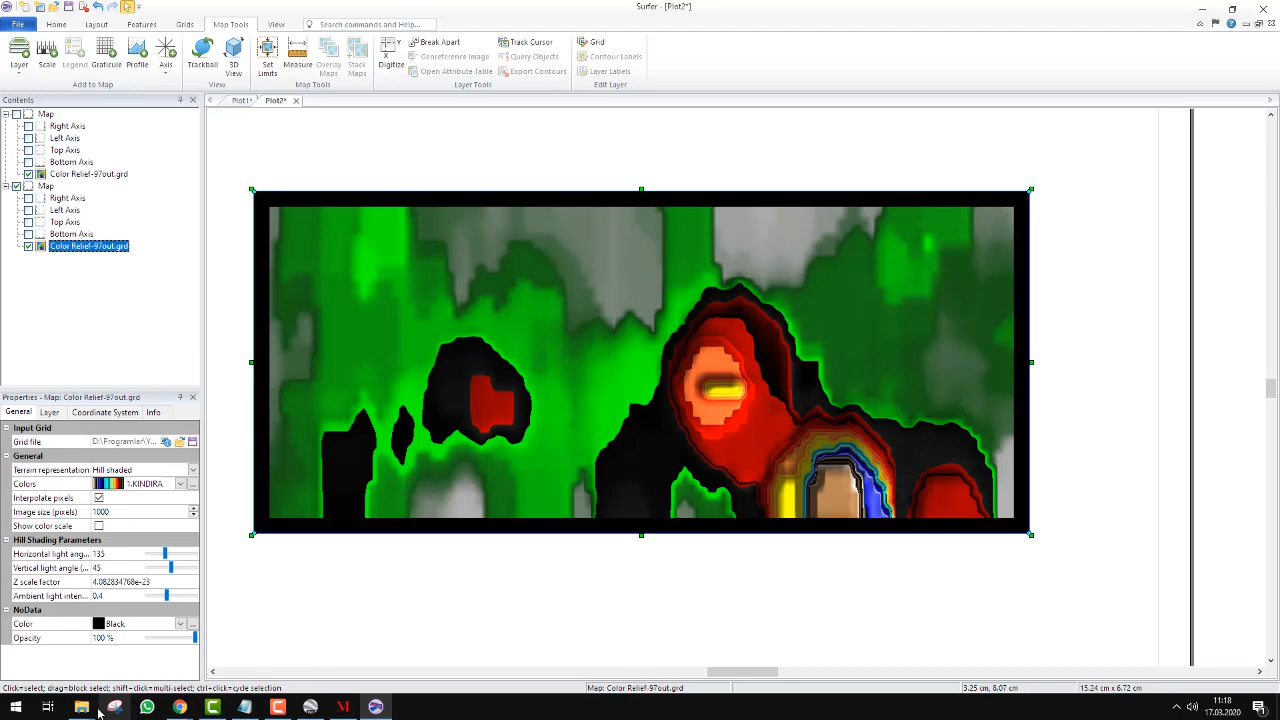 Surfer - [Plot2*]
File Home Layout Features Grids Map Tools View Search commands and Help...
Layer Scale Legend Graticule Profile Axis Trackball 3D View Set Limits Measure Overlay Maps Stack Maps Digitize
Break Apart Track Cursor Grid
Georeference Image Query Objects Contour Labels
Open Attribute Table Export Contours Layer Labels
Add to Map View Map Tools Layer Tools Edit Layer
Contents
Plot1* Plot2*
Map
Right Axis
Left Axis
Top Axis
Bottom Axis
Color Relief-97out.grd
Map
Right Axis
Left Axis
Top Axis
Bottom Axis
Color Relief-97out.grd
Properties - Map: Color Relief-97out.grd
General Layer Coordinate System Info
Input Grid
Grid file D:\Programlar\Y...
General
Terrain representation Hill shaded
Colors 1.KINDIRA
Interpolate pixels
Image size (pixels) 1000
Show color scale
Hill Shading Parameters
Horizontal light ang... 135
Vertical light angle (... 45
Z scale factor 4.082834768e-23
Ambient light inten... 0.4
NoData
Color Black
Opacity 100 %
Click=select; drag=block select; shift+click=multi-select; ctrl+click=cycle selection
Map: Color Relief-97out.grd
3.25 cm, 8.07 cm
15.24 cm x 6.72 cm
11:18
17.03.2020